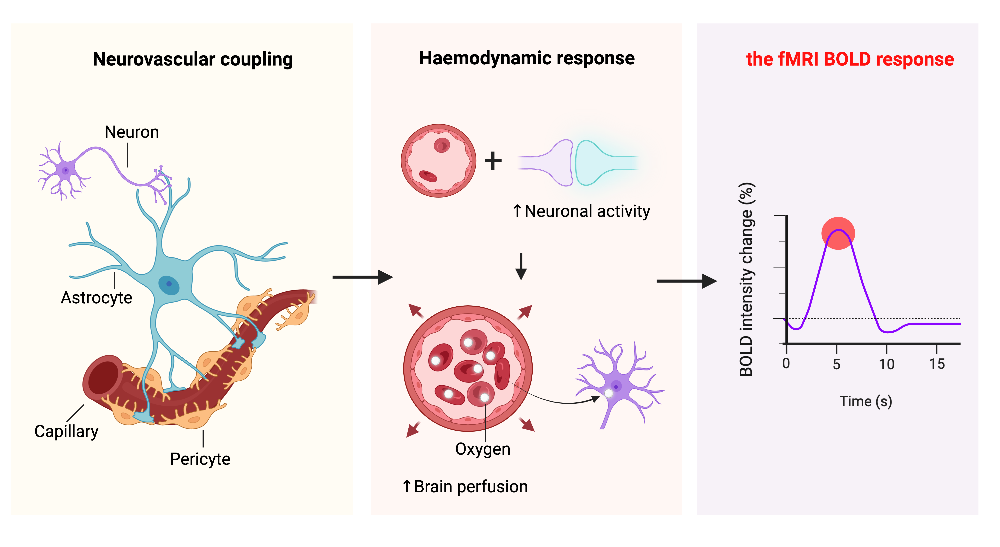 Neurovascular coupling
Neuron
Astrocyte
Capillary
Pericyte
Haemodynamic response
+
↑Neuronal activity
Oxygen
↑Brain perfusion
the fMRI BOLD response
BOLD intensity change (%)
0 5 10 15
Time (s)